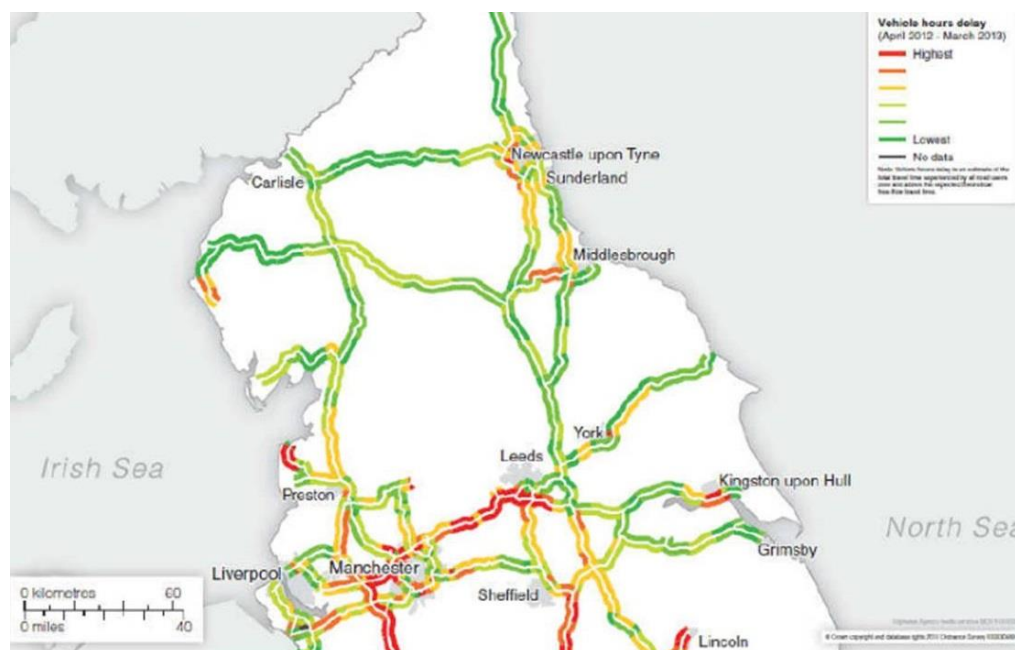 Vehicle hours delay
(April 2012 - March 2013)
Highest
Lowest
No data
Newcastle upon Tyne
Sunderland
Carlisle
Middlesbrough
York
Leeds
Irish Sea
Preston
Kingston upon Hull
North Sea
Grimsby
Liverpool
Manchester
Sheffield
0 kilometres 60
0 miles 40
Lincoln